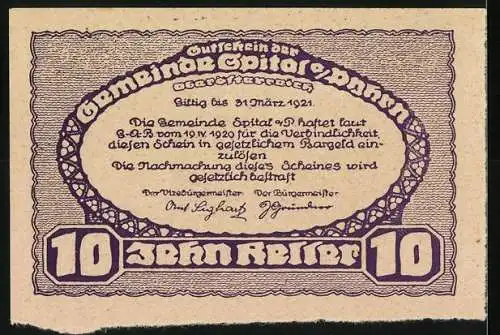 Gutschein der
Gemeinde Spital a/Pyhrn
Oberösterreich
Giltig bis 31 März 1921.
Die Gemeinde Spital a/P haftet laut
G-A-B vom 19.IV. 1920 für die Verbindlichkeit
diesen Schein in gesetzlichem Bargeld ein-
zulösen
Die Nachmachung dieses Scheines wird
gesetzlich bestraft
Der Vizebürgermeister Der Bürgermeister
10 Zehn Heller 10